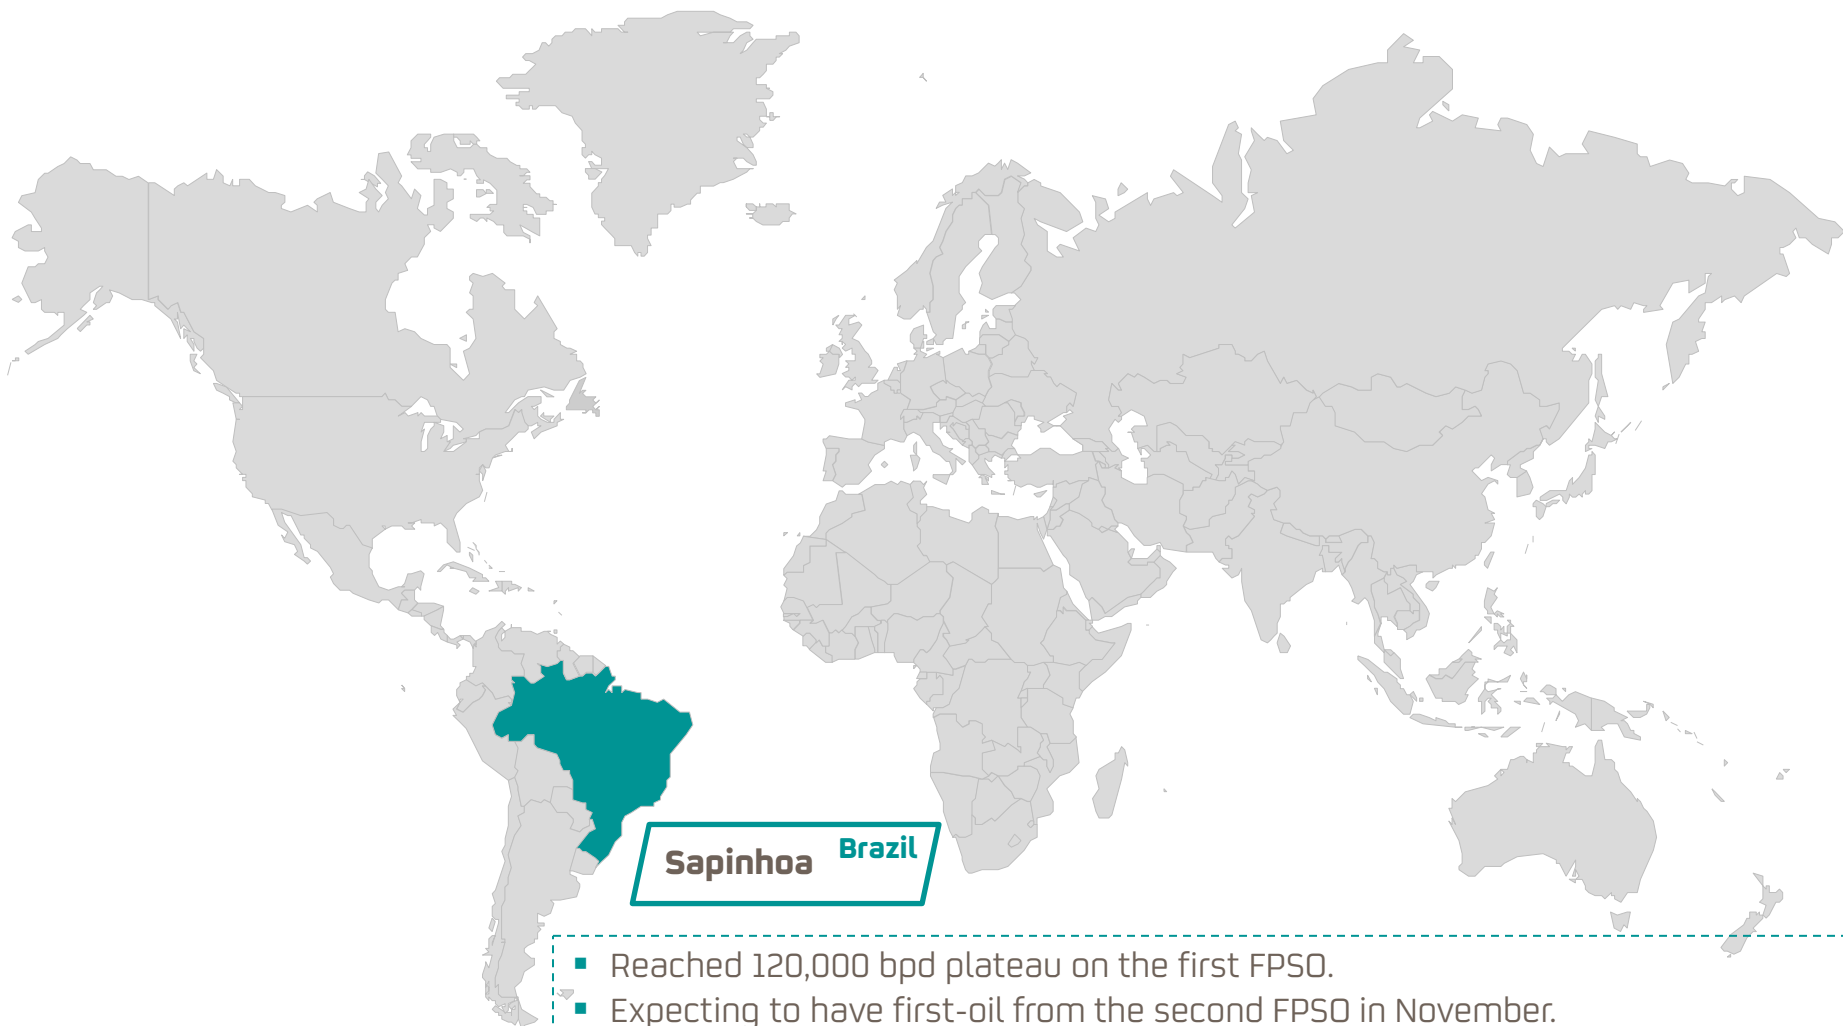 Sapinhoa Brazil
▪ Reached 120,000 bpd plateau on the first FPSO.
▪ Expecting to have first-oil from the second FPSO in November.